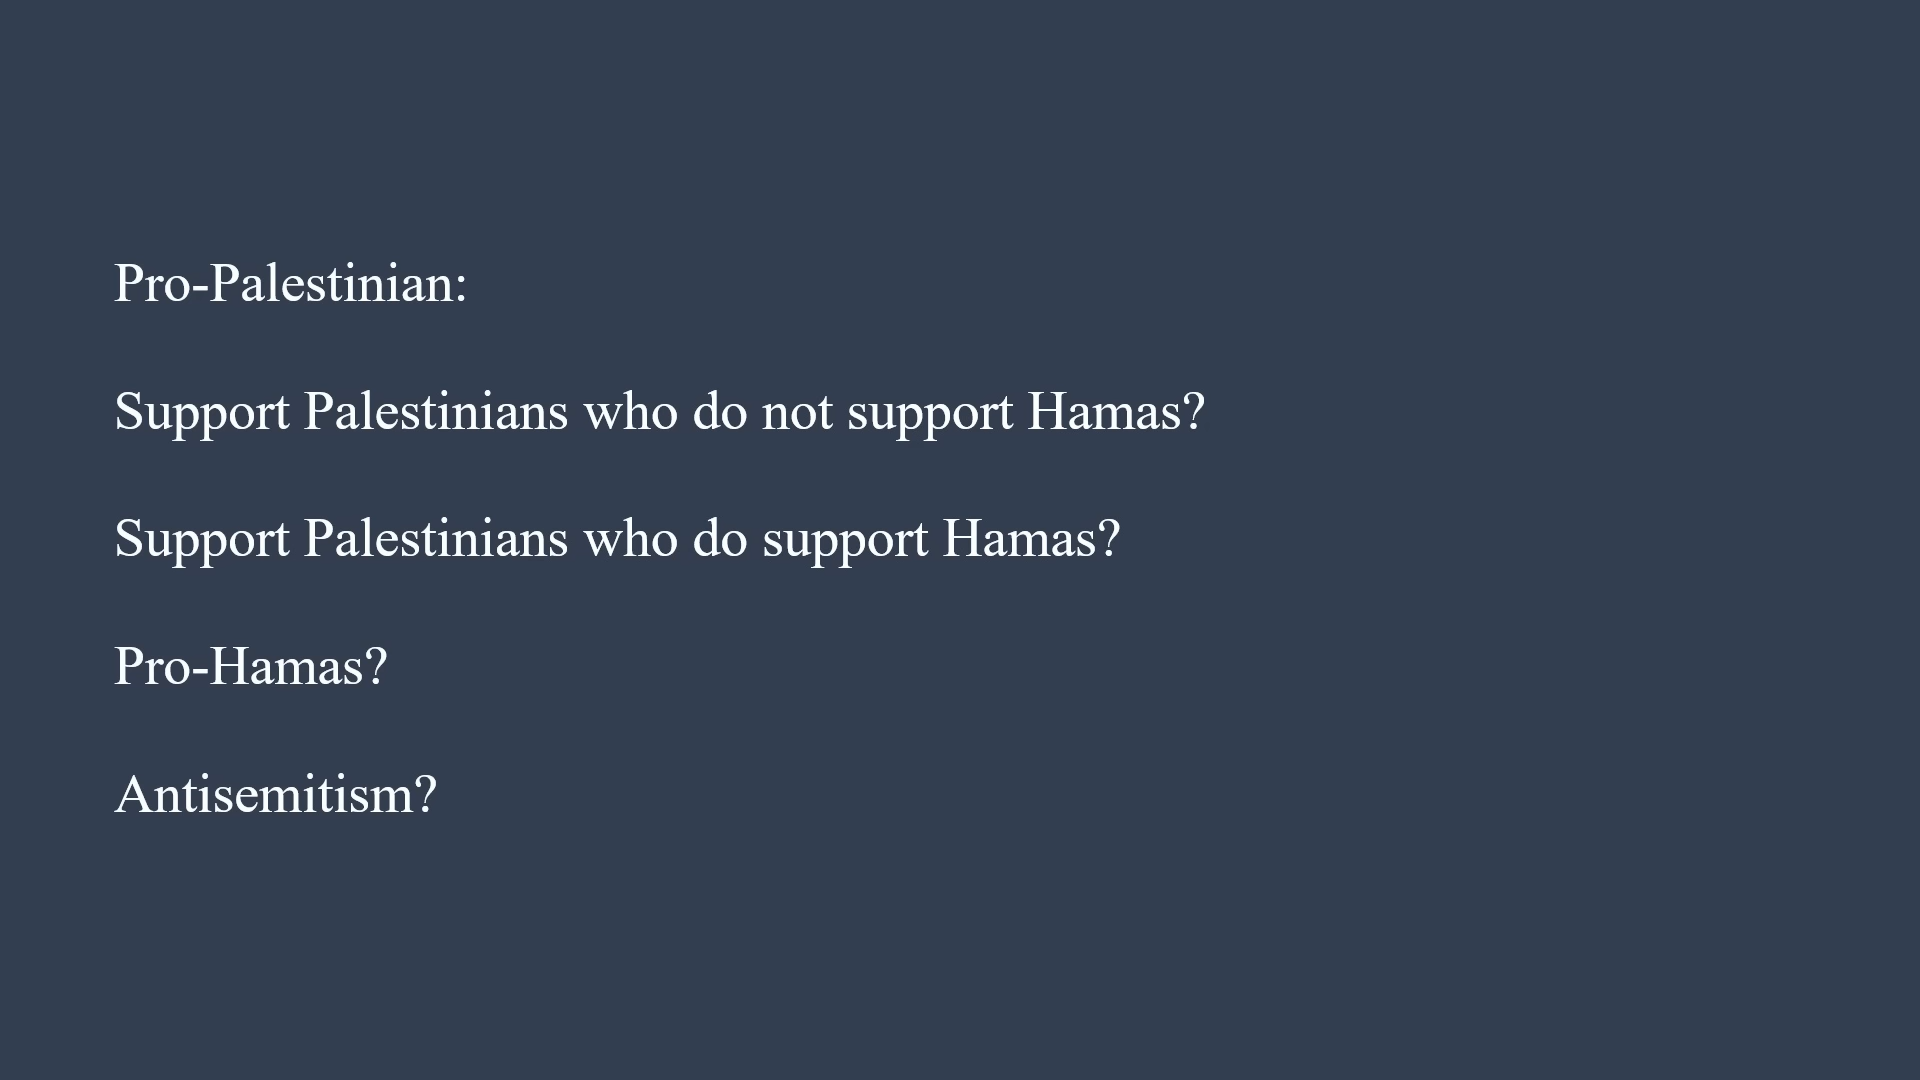 Pro-Palestinian:
Support Palestinians who do not support Hamas?
Support Palestinians who do support Hamas?
Pro-Hamas?
Antisemitism?